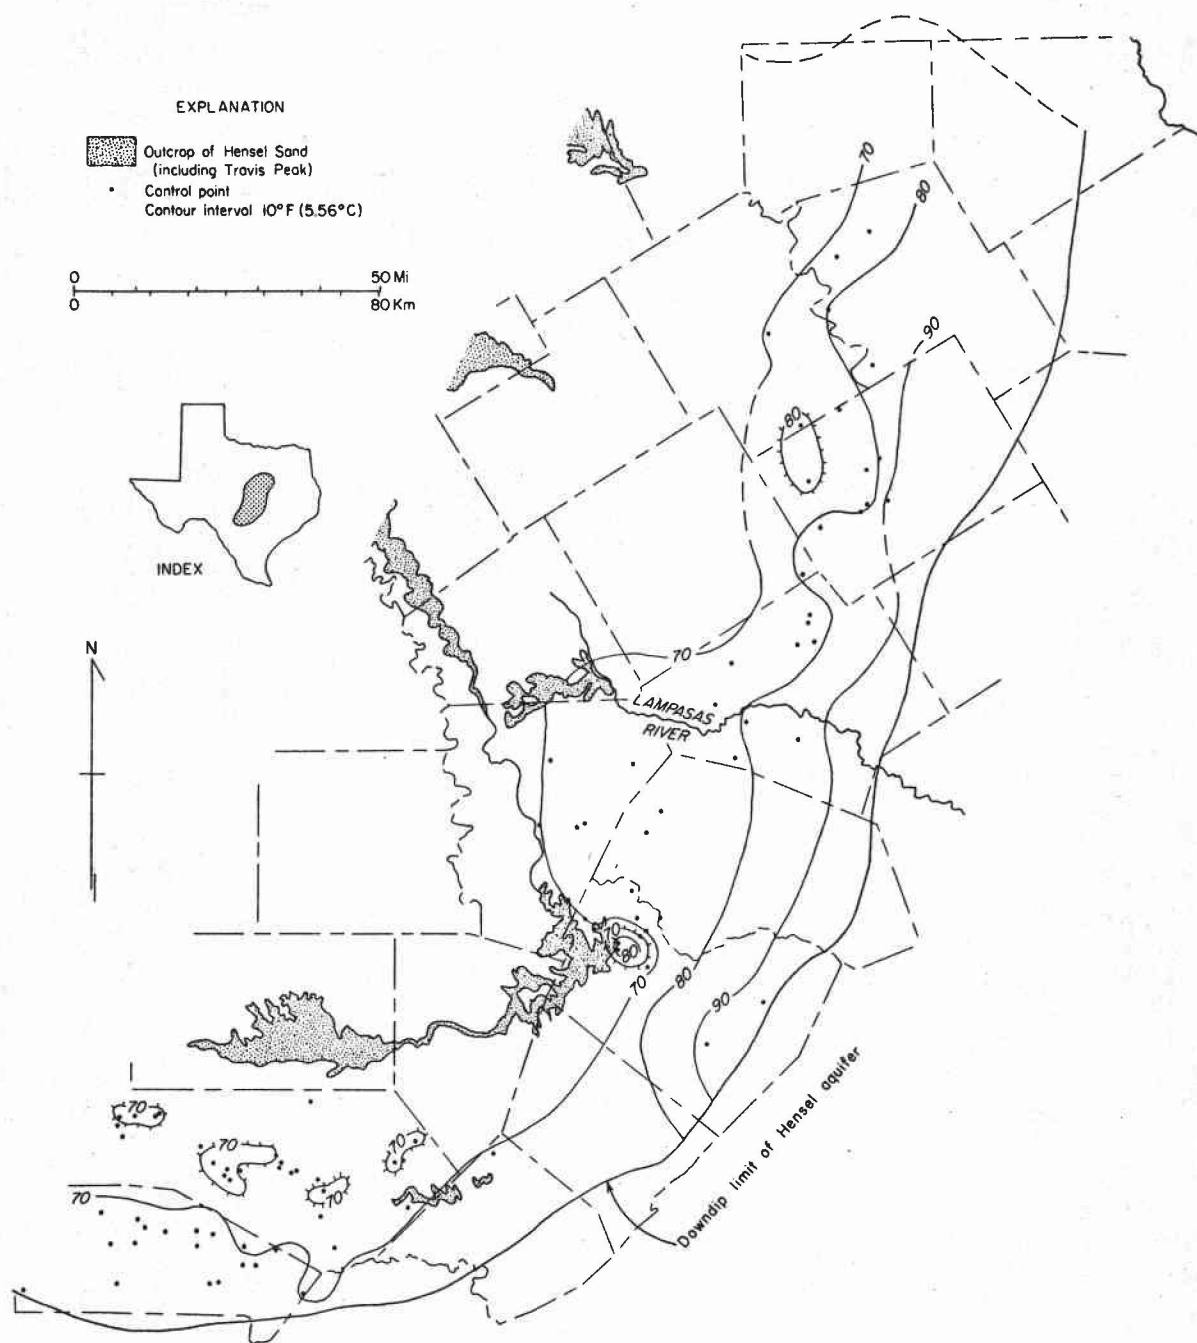 EXPLANATION
Outcrop of Hensel Sand
(including Travis Peak)
Control point
Contour interval 10°F (5.56°C)
0 50 Mi
0 80 Km
INDEX
N
70
80
90
80
70
LAMPASAS
RIVER
70
80
70
80
90
70
70
70
70
70
Downdip limit of Hensel aquifer